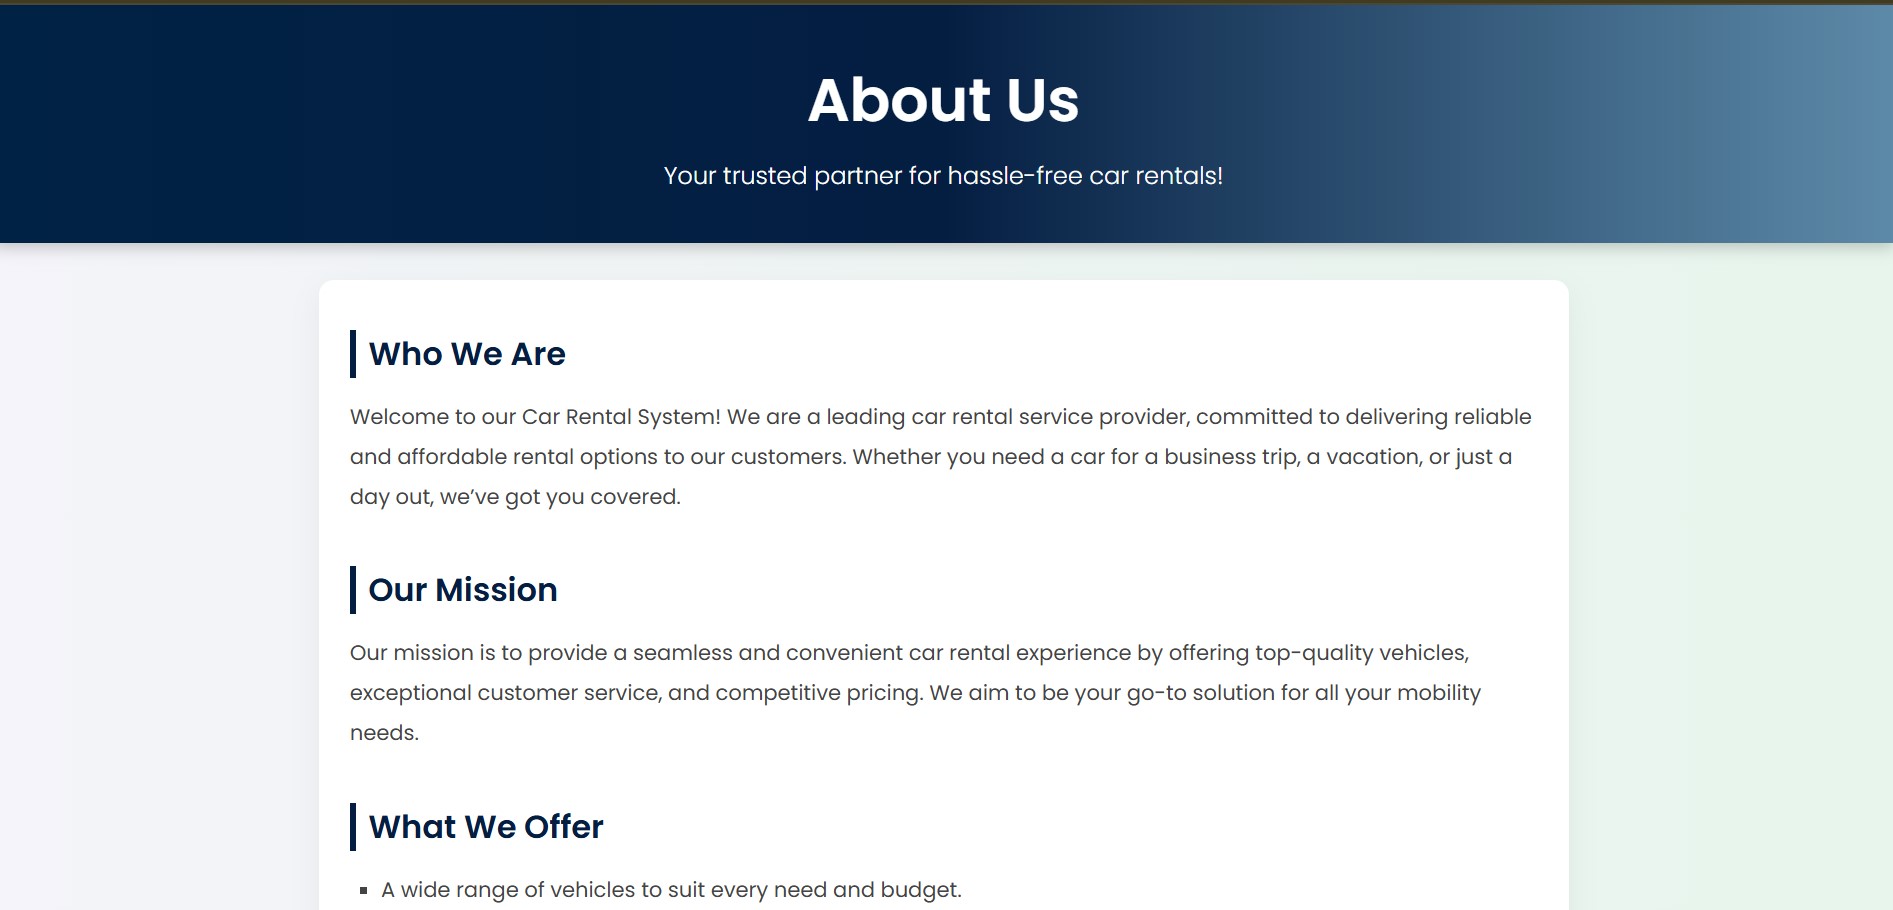 About Us
Your trusted partner for hassle-free car rentals!
Who We Are
Welcome to our Car Rental System! We are a leading car rental service provider, committed to delivering reliable
and affordable rental options to our customers. Whether you need a car for a business trip, a vacation, or just a
day out, we’ve got you covered.
Our Mission
Our mission is to provide a seamless and convenient car rental experience by offering top-quality vehicles,
exceptional customer service, and competitive pricing. We aim to be your go-to solution for all your mobility
needs.
What We Offer
▪ A wide range of vehicles to suit every need and budget.